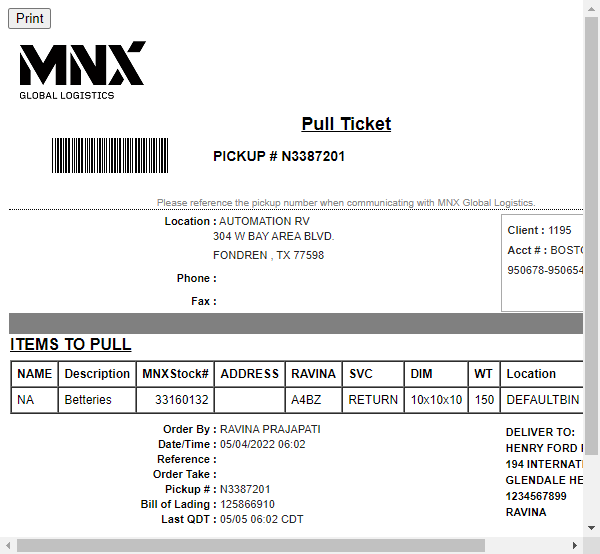 Print
MNX
GLOBAL LOGISTICS
Pull Ticket
PICKUP # N3387201
Please reference the pickup number when communicating with MNX Global Logistics.
Location : AUTOMATION RV
304 W BAY AREA BLVD.
FONDREN , TX 77598
Phone :
Fax :
Client : 1195
Acct # : BOSTO
950678-950654
ITEMS TO PULL
NAME Description MNXStock# ADDRESS RAVINA SVC DIM WT Location
NA Betteries 33160132 A4BZ RETURN 10x10x10 150 DEFAULTBIN
Order By : RAVINA PRAJAPATI
Date/Time : 05/04/2022 06:02
Reference :
Order Take :
Pickup # : N3387201
Bill of Lading : 125866910
Last QDT : 05/05 06:02 CDT
DELIVER TO:
HENRY FORD
194 INTERNATI
GLENDALE HE
1234567899
RAVINA